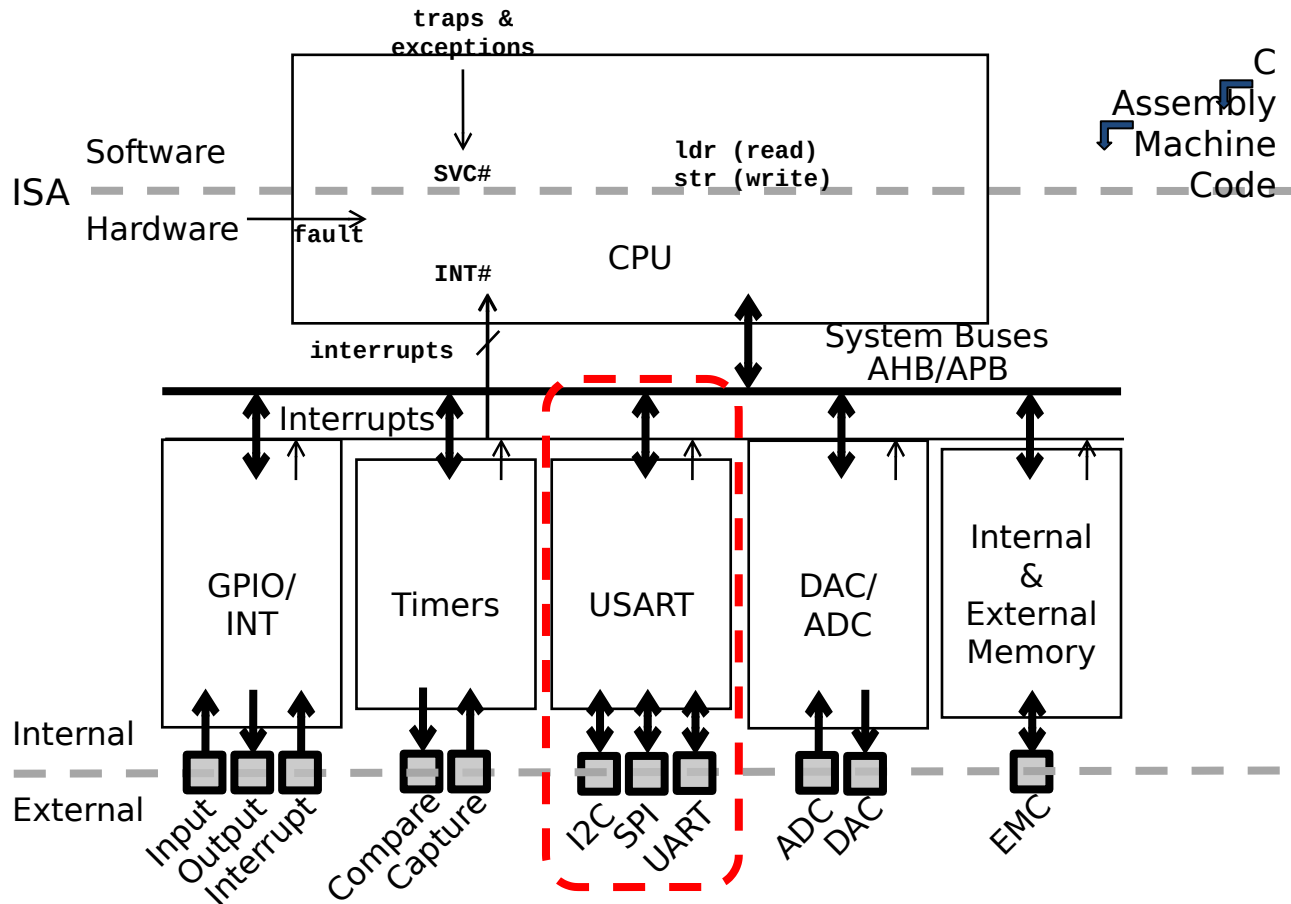 traps &
exceptions
C
Assembly
Machine
Code
Software
ISA
Hardware
ldr (read)
str (write)
SVC#
fault
INT#
CPU
interrupts
System Buses
AHB/APB
Interrupts
GPIO/
INT
Timers
USART
DAC/
ADC
Internal
&
External
Memory
Internal
External
Input
Output
Interrupt
Compare
Capture
I2C
SPI
UART
ADC
DAC
EMC